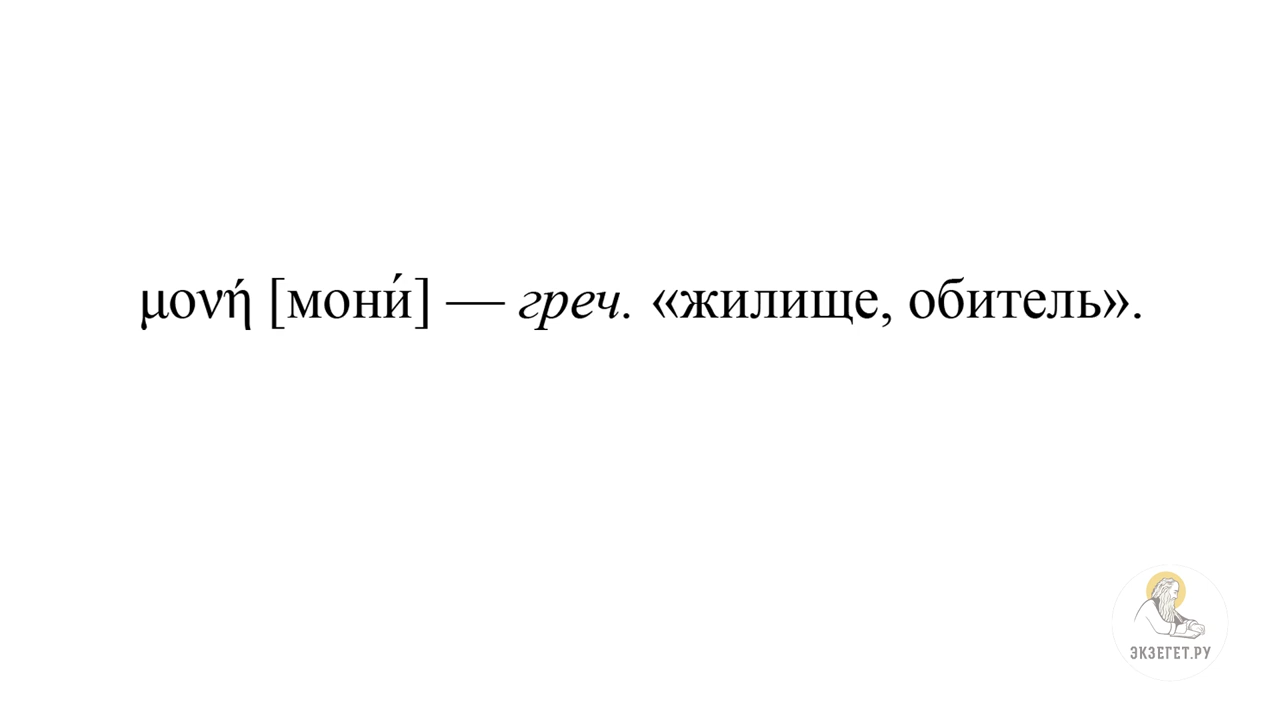 μονή [мони́] — греч. «жилище, обитель».
ЭКЗЕГЕТ.РУ